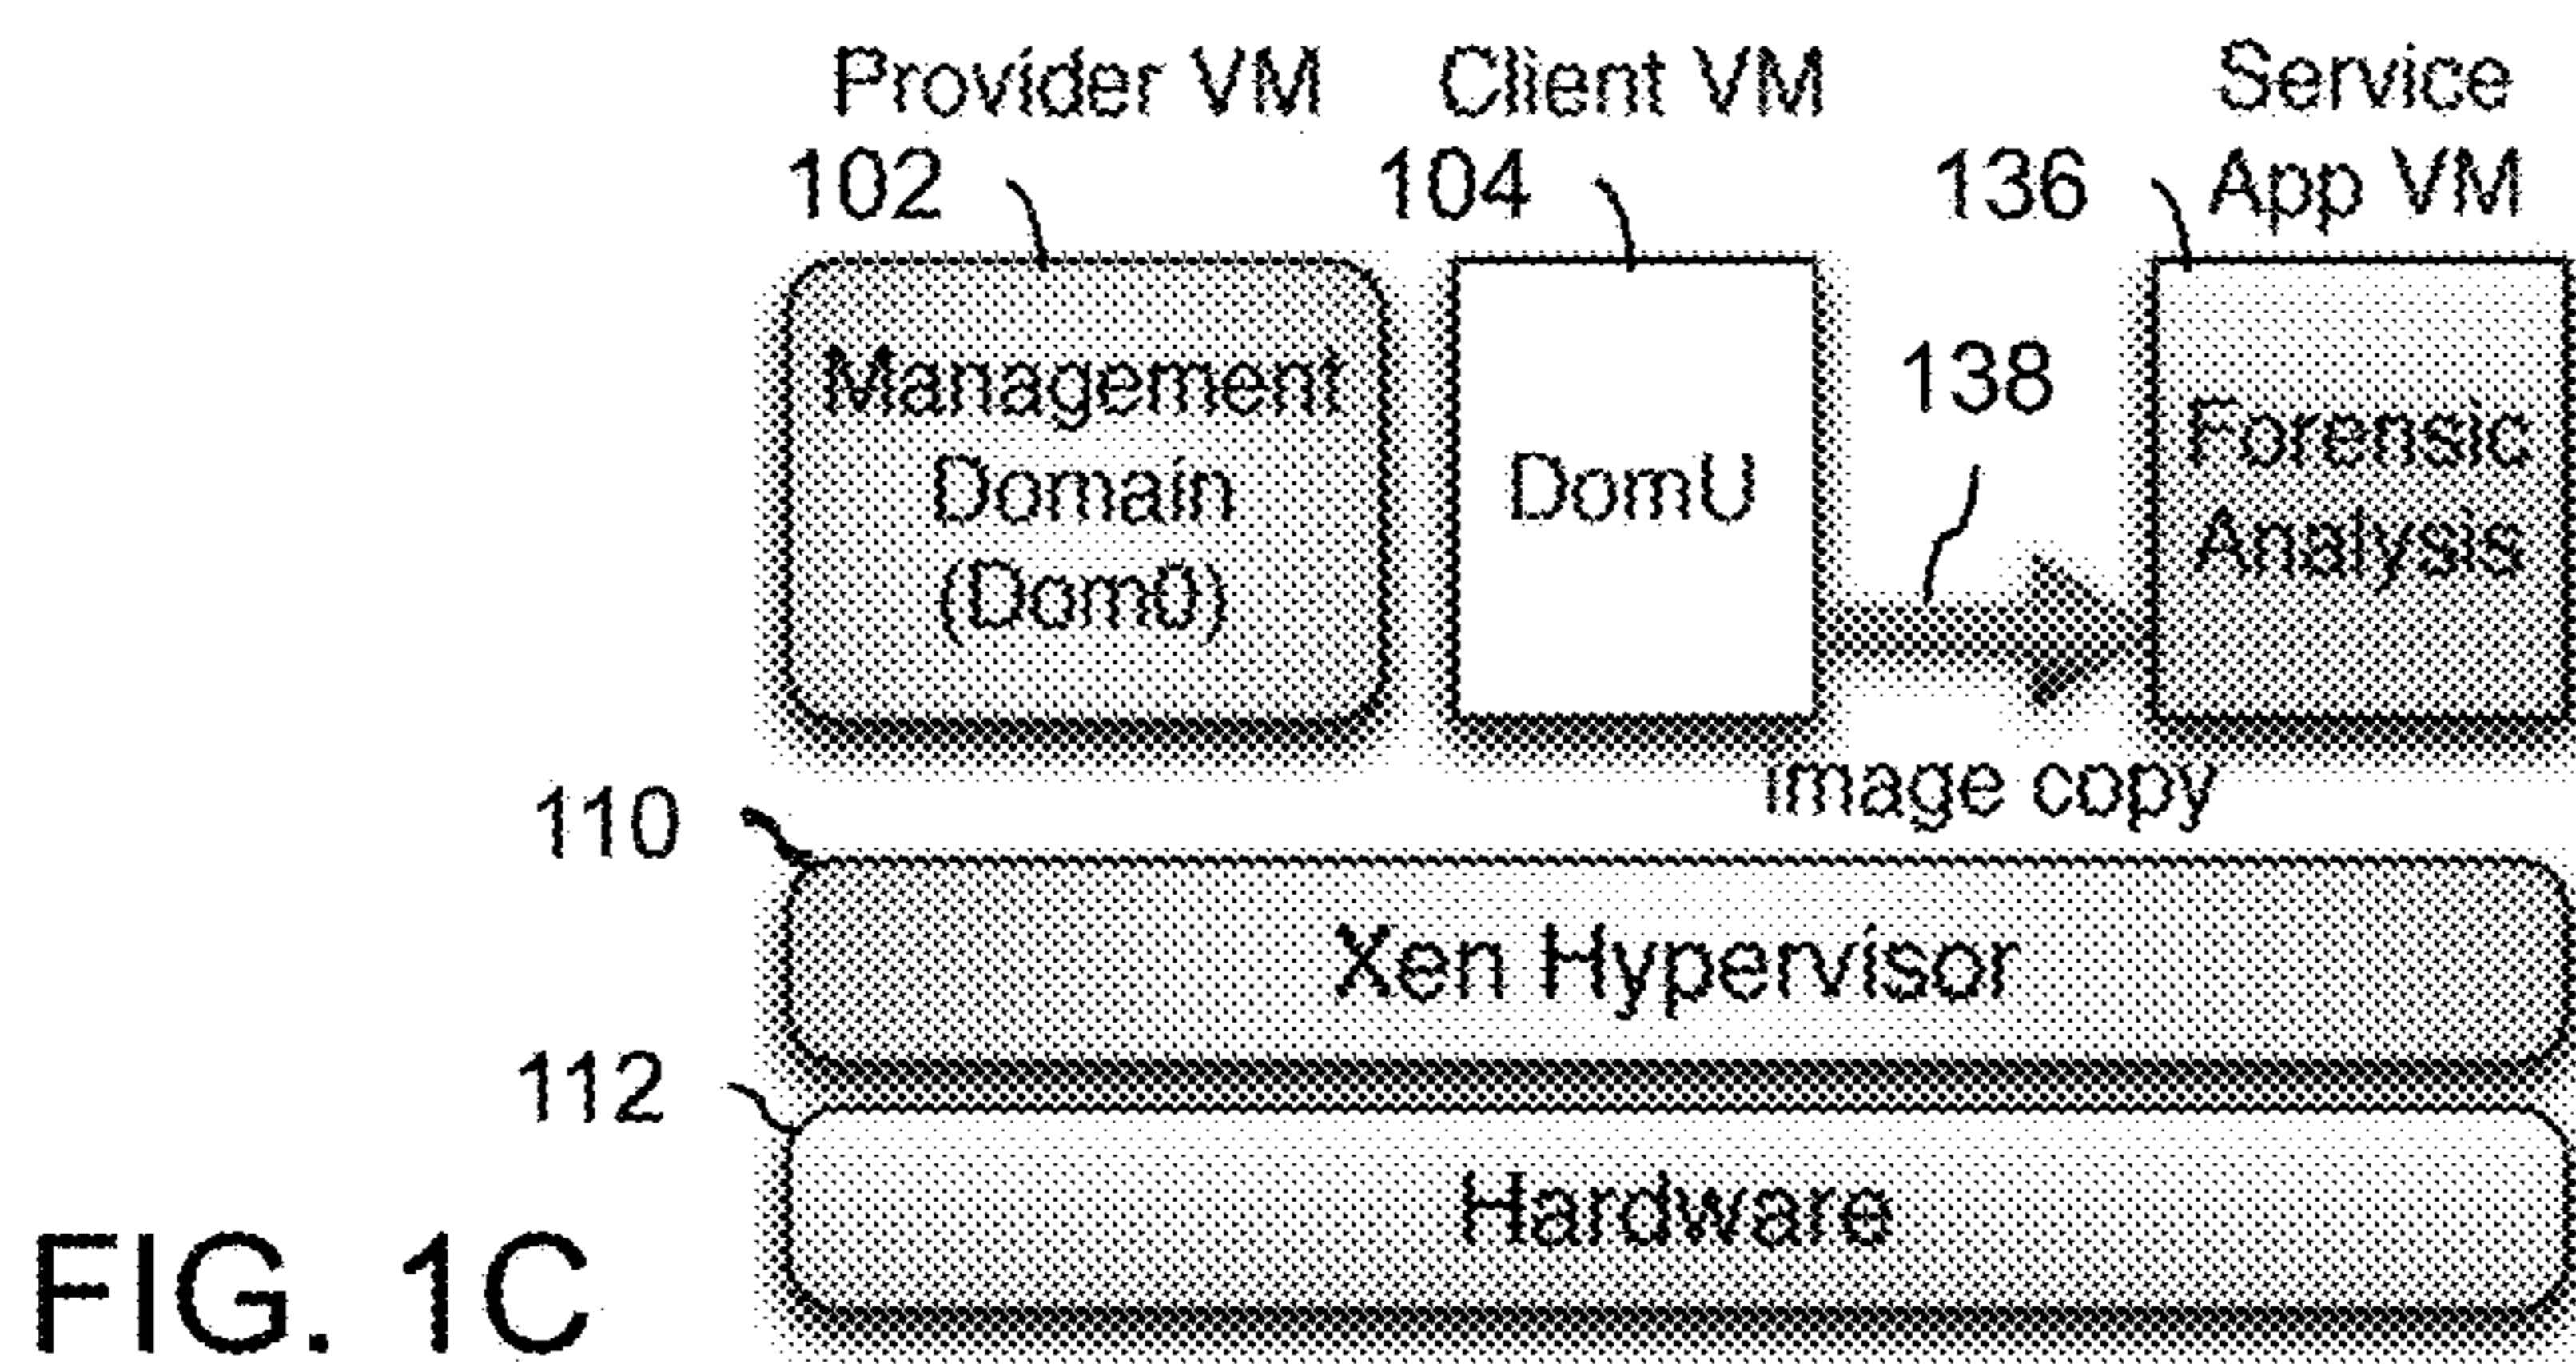 Provider VM
Client VM
Service
App VM
102
104
136
Management
Domain
(Dom0)
DomU
138
Forensic
Analysis
image copy
110
Xen Hypervisor
112
Hardware
FIG. 1C